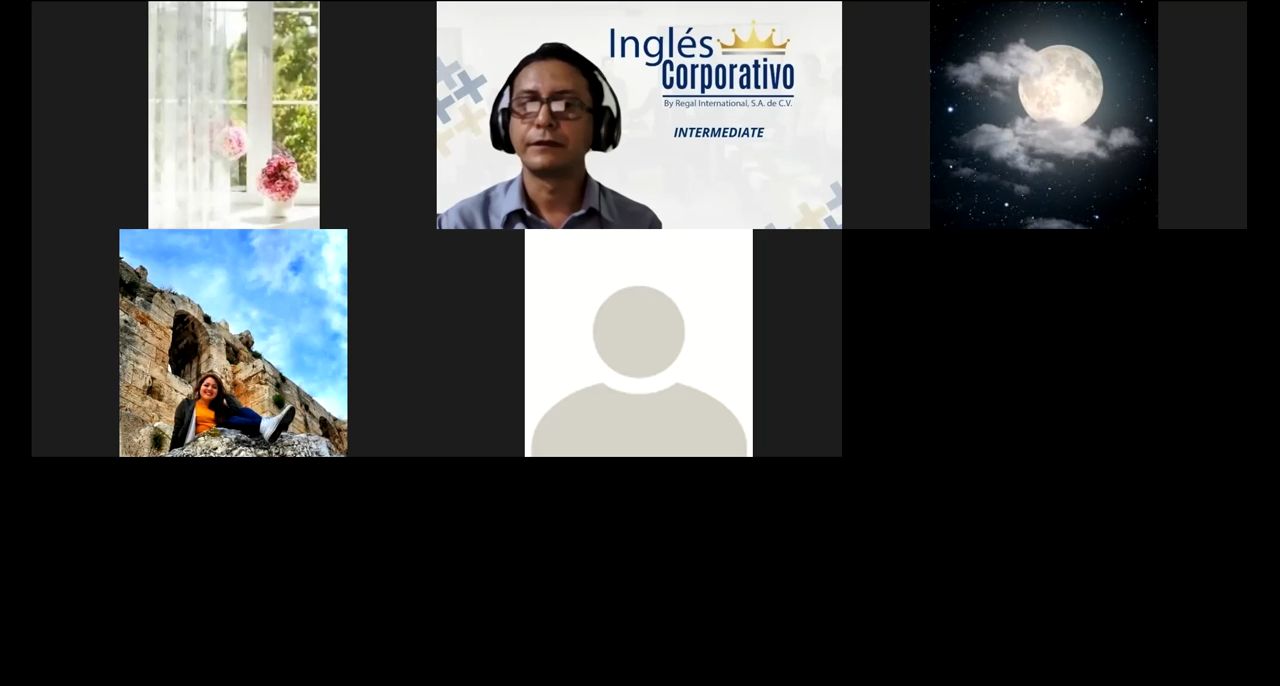 Inglés
Corporativo
By Regal International, S.A. de C.V.
INTERMEDIATE